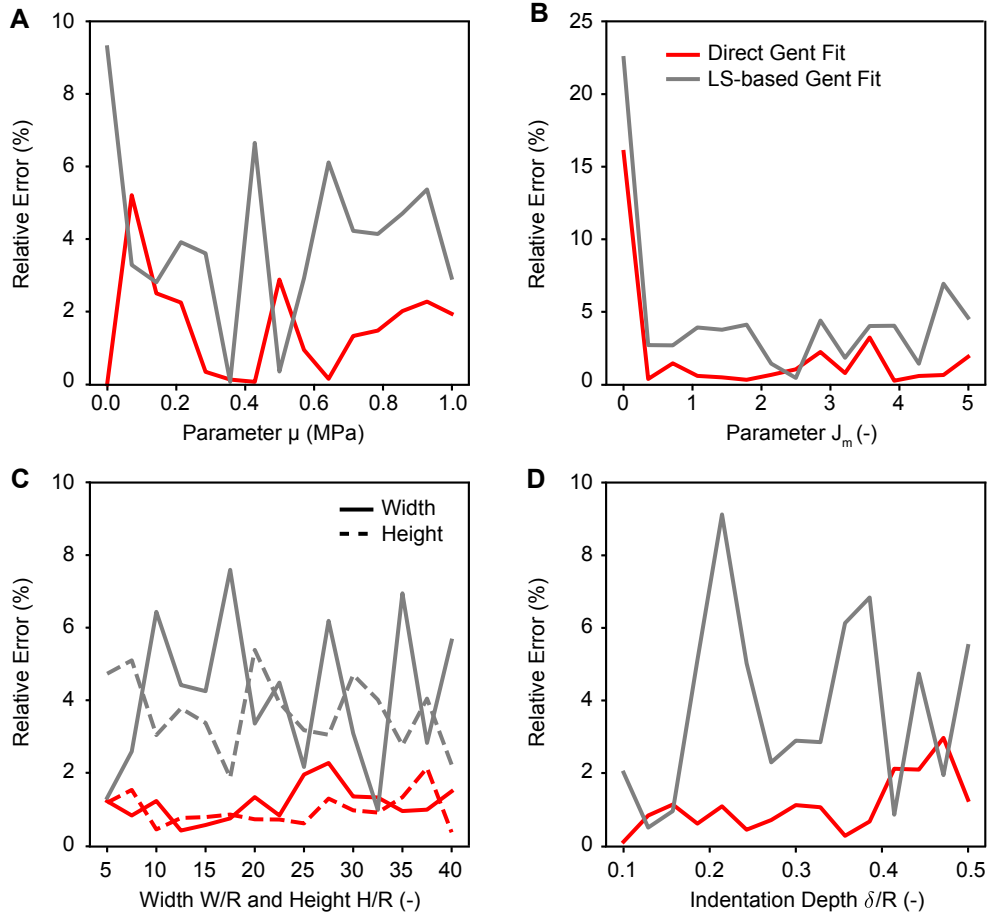 A
10
8
6
4
2
0
Relative Error (%)
0.0 0.2 0.4 0.6 0.8 1.0
Parameter μ (MPa)
B
25
20
15
10
5
0
Relative Error (%)
Direct Gent Fit
LS-based Gent Fit
0 1 2 3 4 5
Parameter J_m (-)
C
10
8
6
4
2
0
Relative Error (%)
Width
Height
5 10 15 20 25 30 35 40
Width W/R and Height H/R (-)
D
10
8
6
4
2
0
Relative Error (%)
0.1 0.2 0.3 0.4 0.5
Indentation Depth δ/R (-)